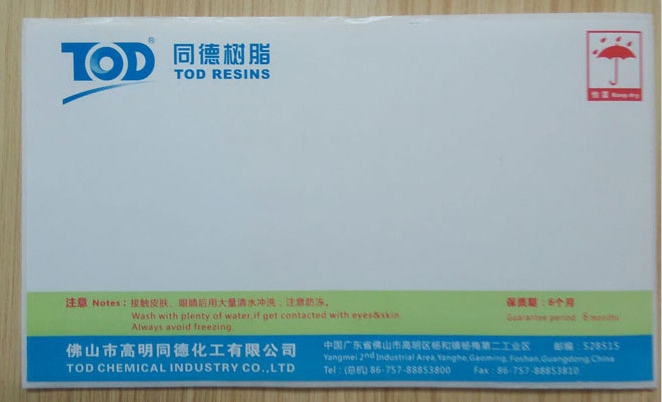 TOD®
同德树脂
TOD RESINS
怕湿 Keep dry
注意 Notes：接触皮肤、眼睛后用大量清水冲洗；注意防冻。
Wash with plenty of water,if get contacted with eyes&skin.
Always avoid freezing.
保质期：6个月
Guarantee period: 6 months
佛山市高明同德化工有限公司
TOD CHEMICAL INDUSTRY CO.,LTD
中国广东省佛山市高明区杨和镇杨梅第二工业区 邮编：528515
Yangmei 2nd Industrial Area,Yanghe,Gaoming, Foshan,Guangdong,China
Tel：(总机) 86-757-88853800 Fax：86-757-88853810